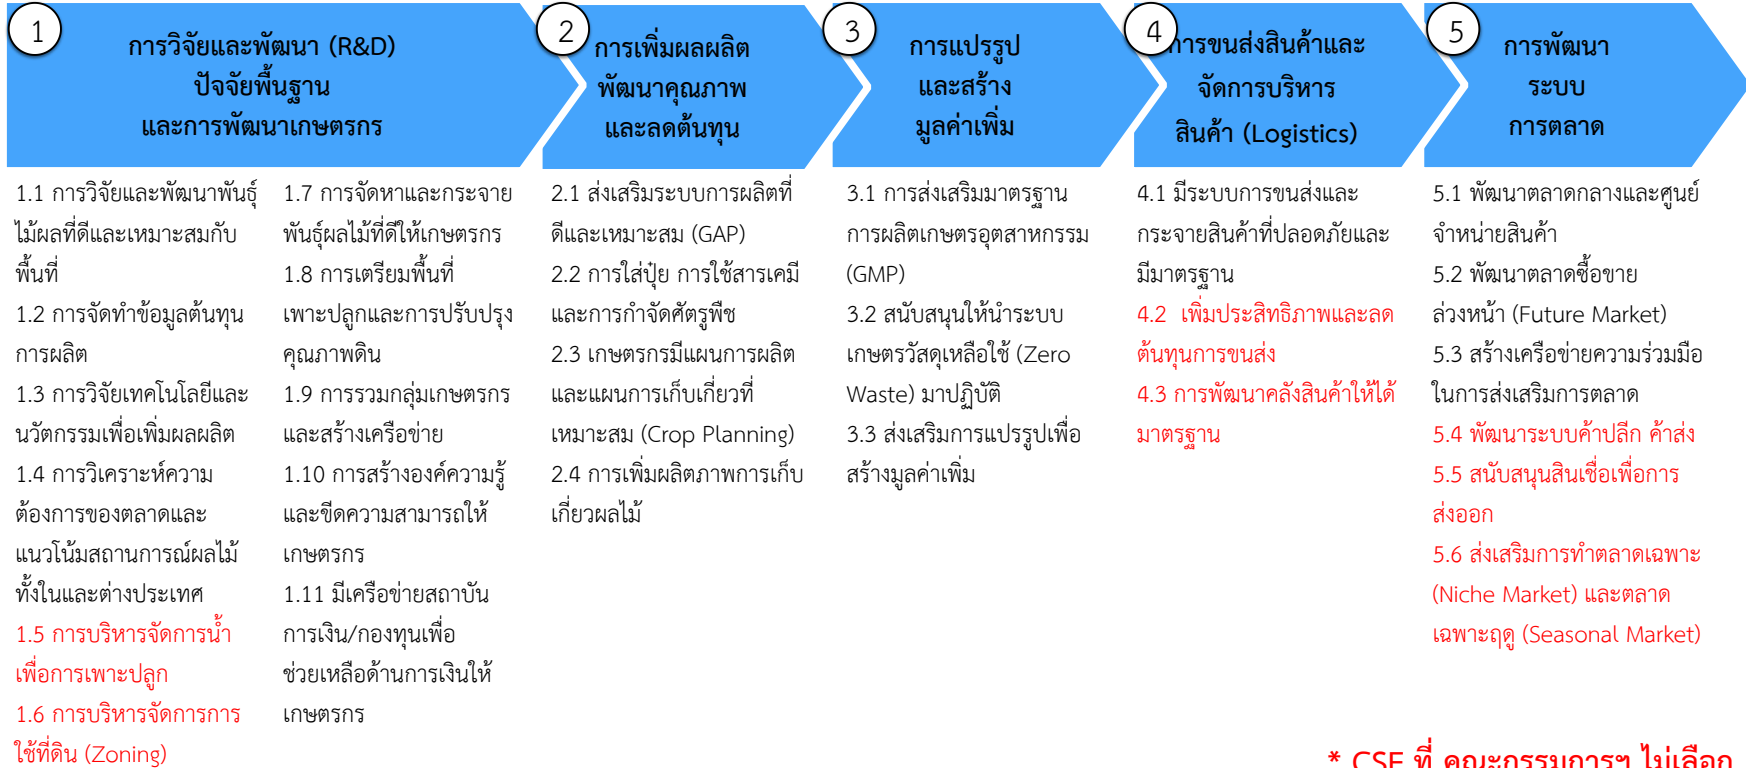 1
การวิจัยและพัฒนา (R&D)
ปัจจัยพื้นฐาน
และการพัฒนาเกษตรกร
2
การเพิ่มผลผลิต
พัฒนาคุณภาพ
และลดต้นทุน
3
การแปรรูป
และสร้าง
มูลค่าเพิ่ม
4
การขนส่งสินค้าและ
จัดการบริหาร
สินค้า (Logistics)
5
การพัฒนา
ระบบ
การตลาด
1.1 การวิจัยและพัฒนาพันธุ์
ไม้ผลที่ดีและเหมาะสมกับ
พื้นที่
1.2 การจัดทำข้อมูลต้นทุน
การผลิต
1.3 การวิจัยเทคโนโลยีและ
นวัตกรรมเพื่อเพิ่มผลผลิต
1.4 การวิเคราะห์ความ
ต้องการของตลาดและ
แนวโน้มสถานการณ์ผลไม้
ทั้งในและต่างประเทศ
1.5 การบริหารจัดการน้ำ
เพื่อการเพาะปลูก
1.6 การบริหารจัดการการ
ใช้ที่ดิน (Zoning)
1.7 การจัดหาและกระจาย
พันธุ์ผลไม้ที่ดีให้เกษตรกร
1.8 การเตรียมพื้นที่
เพาะปลูกและการปรับปรุง
คุณภาพดิน
1.9 การรวมกลุ่มเกษตรกร
และสร้างเครือข่าย
1.10 การสร้างองค์ความรู้
และขีดความสามารถให้
เกษตรกร
1.11 มีเครือข่ายสถาบัน
การเงิน/กองทุนเพื่อ
ช่วยเหลือด้านการเงินให้
เกษตรกร
2.1 ส่งเสริมระบบการผลิตที่
ดีและเหมาะสม (GAP)
2.2 การใส่ปุ๋ย การใช้สารเคมี
และการกำจัดศัตรูพืช
2.3 เกษตรกรมีแผนการผลิต
และแผนการเก็บเกี่ยวที่
เหมาะสม (Crop Planning)
2.4 การเพิ่มผลิตภาพการเก็บ
เกี่ยวผลไม้
3.1 การส่งเสริมมาตรฐาน
การผลิตเกษตรอุตสาหกรรม
(GMP)
3.2 สนับสนุนให้นำระบบ
เกษตรวัสดุเหลือใช้ (Zero
Waste) มาปฏิบัติ
3.3 ส่งเสริมการแปรรูปเพื่อ
สร้างมูลค่าเพิ่ม
4.1 มีระบบการขนส่งและ
กระจายสินค้าที่ปลอดภัยและ
มีมาตรฐาน
4.2 เพิ่มประสิทธิภาพและลด
ต้นทุนการขนส่ง
4.3 การพัฒนาคลังสินค้าให้ได้
มาตรฐาน
5.1 พัฒนาตลาดกลางและศูนย์
จำหน่ายสินค้า
5.2 พัฒนาตลาดซื้อขาย
ล่วงหน้า (Future Market)
5.3 สร้างเครือข่ายความร่วมมือ
ในการส่งเสริมการตลาด
5.4 พัฒนาระบบค้าปลีก ค้าส่ง
5.5 สนับสนุนสินเชื่อเพื่อการ
ส่งออก
5.6 ส่งเสริมการทำตลาดเฉพาะ
(Niche Market) และตลาด
เฉพาะฤดู (Seasonal Market)
* CSF ที่ คณะกรรมการฯ ไม่เลือก